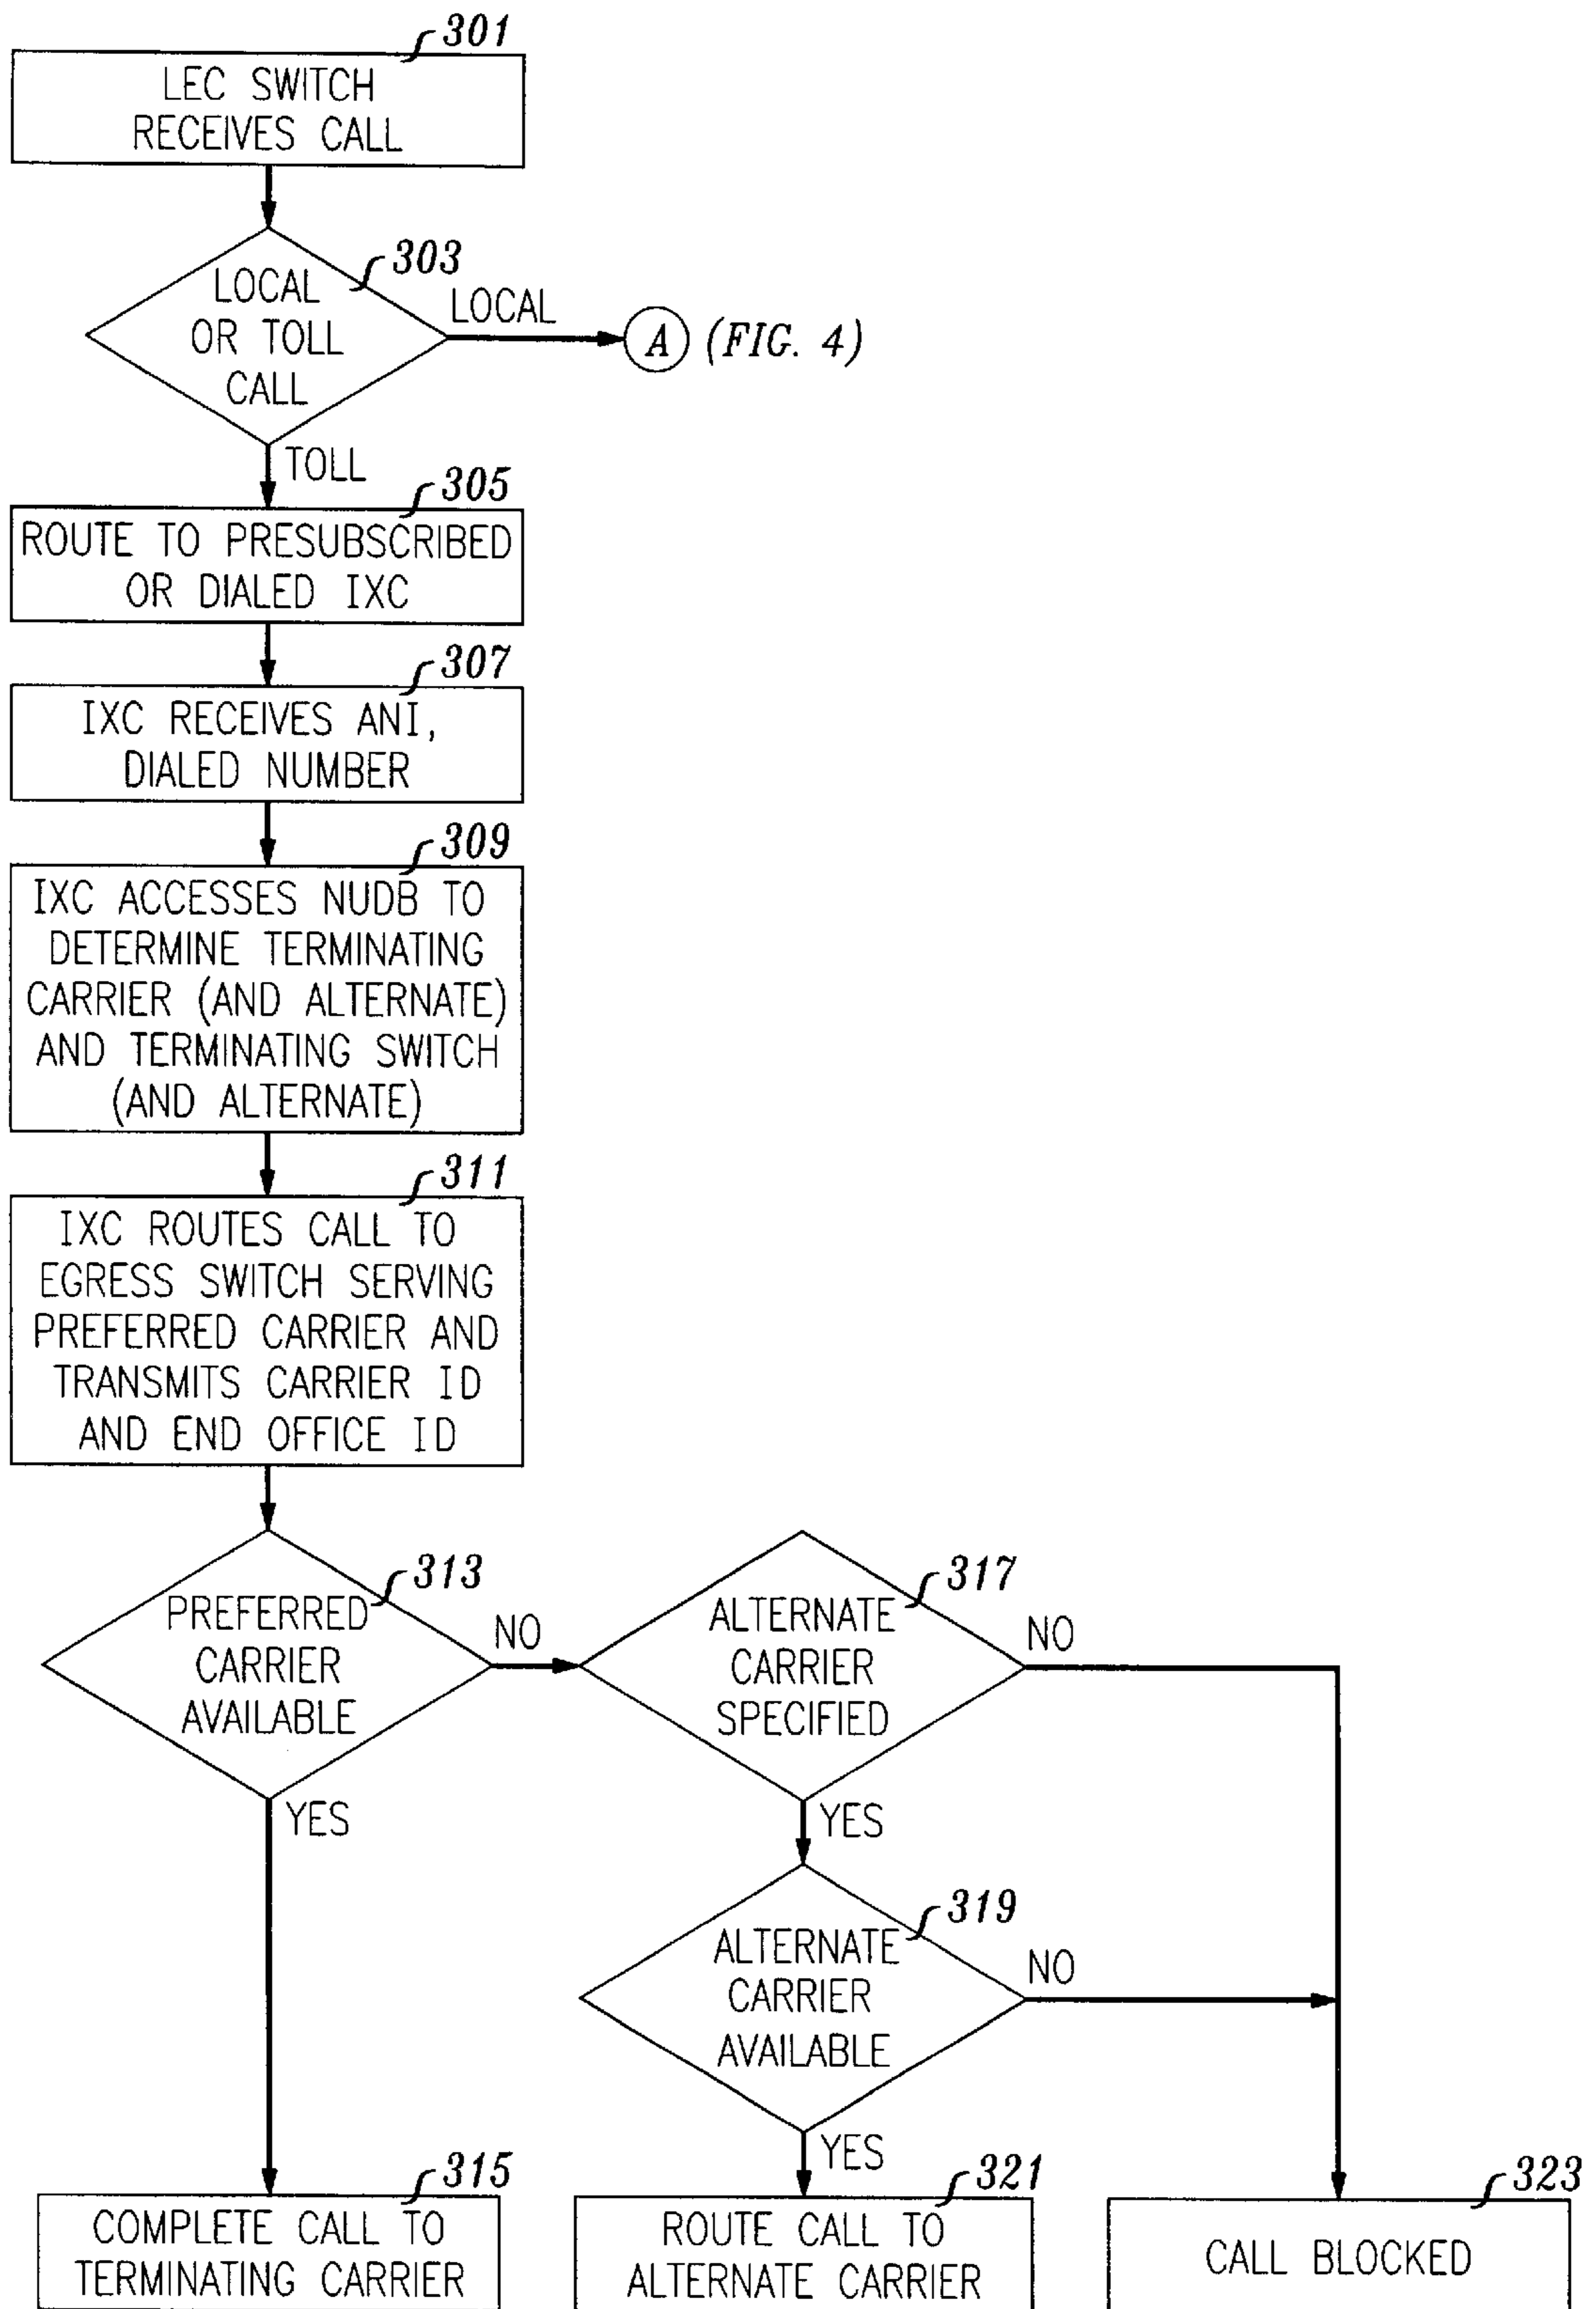 301
LEC SWITCH
RECEIVES CALL
303
LOCAL
OR TOLL
CALL
LOCAL
A (FIG. 4)
TOLL
305
ROUTE TO PRESUBSCRIBED
OR DIALED IXC
307
IXC RECEIVES ANI,
DIALED NUMBER
309
IXC ACCESSES NUDB TO
DETERMINE TERMINATING
CARRIER (AND ALTERNATE)
AND TERMINATING SWITCH
(AND ALTERNATE)
311
IXC ROUTES CALL TO
EGRESS SWITCH SERVING
PREFERRED CARRIER AND
TRANSMITS CARRIER ID
AND END OFFICE ID
313
PREFERRED
CARRIER
AVAILABLE
NO
YES
317
ALTERNATE
CARRIER
SPECIFIED
NO
YES
319
ALTERNATE
CARRIER
AVAILABLE
NO
YES
315
COMPLETE CALL TO
TERMINATING CARRIER
321
ROUTE CALL TO
ALTERNATE CARRIER
323
CALL BLOCKED